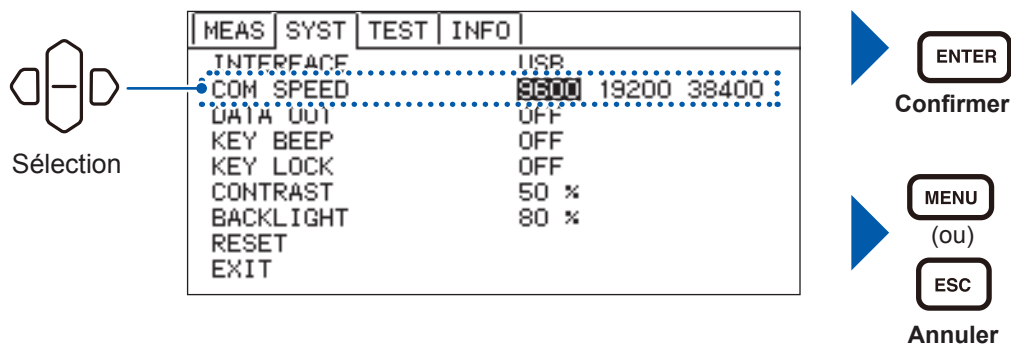 MEAS SYST TEST INFO
INTERFACE USB
COM SPEED 9600 19200 38400
DATA OUT OFF
KEY BEEP OFF
KEY LOCK OFF
CONTRAST 50 %
BACKLIGHT 80 %
RESET
EXIT
Sélection
ENTER
Confirmer
MENU
(ou)
ESC
Annuler